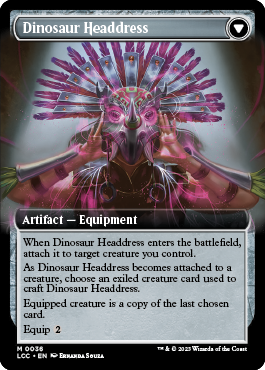 Dinosaur Headdress
Artifact — Equipment
When Dinosaur Headdress enters the battlefield,
attach it to target creature you control.
As Dinosaur Headdress becomes attached to a
creature, choose an exiled creature card used to
craft Dinosaur Headdress.
Equipped creature is a copy of the last chosen
card.
Equip 2
M 0036
LCC • EN Ernanda Souza
™ & © 2023 Wizards of the Coast